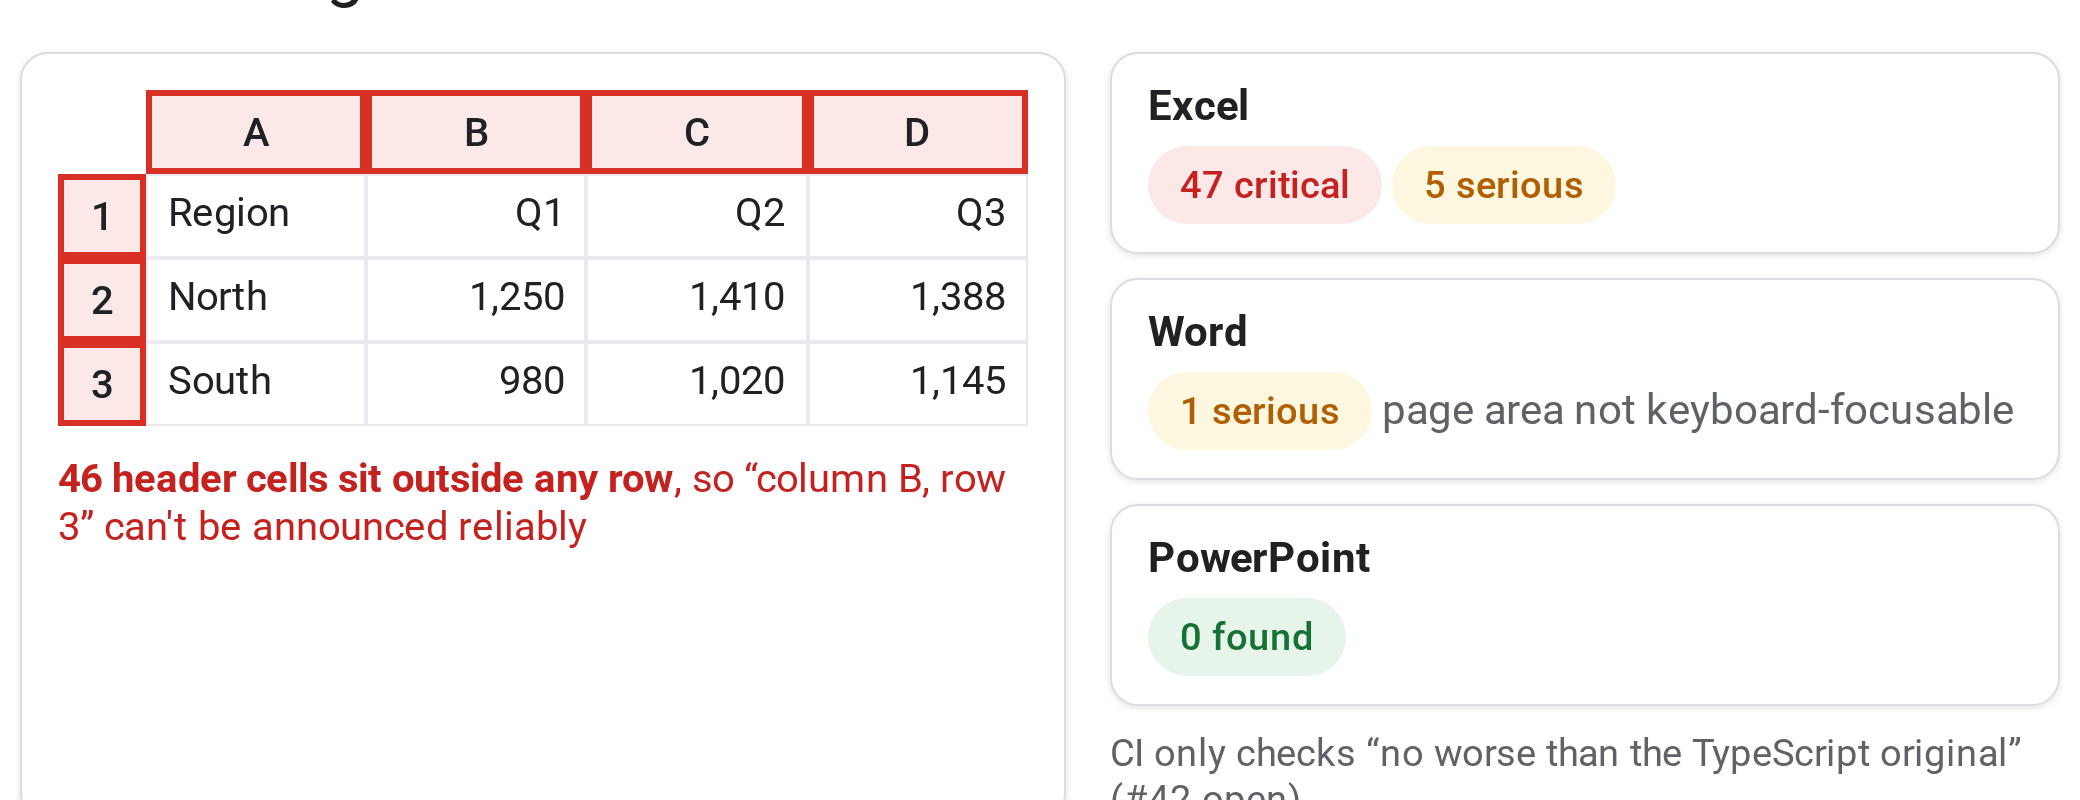 A B C D
1 Region Q1 Q2 Q3
2 North 1,250 1,410 1,388
3 South 980 1,020 1,145
46 header cells sit outside any row, so “column B, row
3” can't be announced reliably
Excel
47 critical 5 serious
Word
1 serious page area not keyboard-focusable
PowerPoint
0 found
CI only checks “no worse than the TypeScript original”
(#42 open)